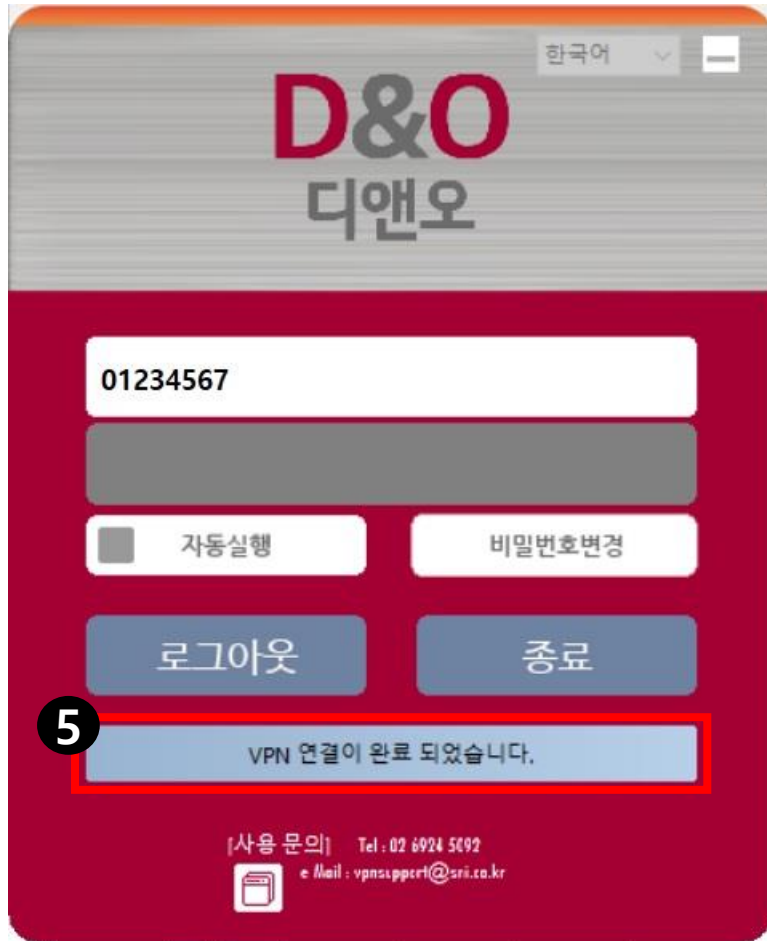 한국어
D&O
디앤오
01234567
자동실행
비밀번호변경
로그아웃
종료
5
VPN 연결이 완료 되었습니다.
[사용 문의] Tel : 02 6924 5092
e Mail : vpnsupport@sri.co.kr